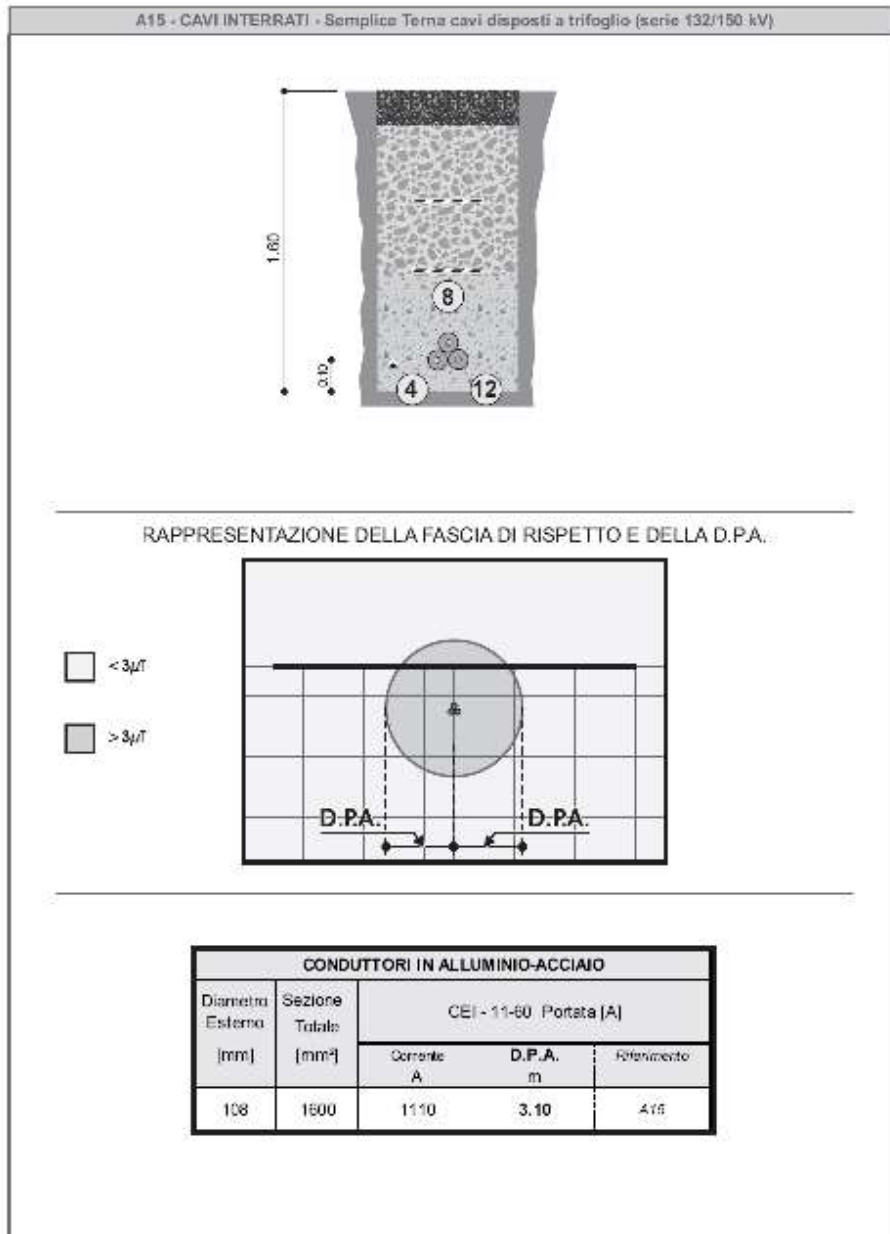 A15 - CAVI INTERRATI - Semplice Terna cavi disposti a trifoglio (serie 132/150 kV)
1.60
0.10
8
4
12
RAPPRESENTAZIONE DELLA FASCIA DI RISPETTO E DELLA D.P.A.
< 3μT
> 3μT
D.P.A.
D.P.A.
CONDUTTORI IN ALLUMINIO-ACCIAIO
Diametro Esterno [mm]
Sezione Totale [mm²]
CEI - 11-60 Portata [A]
Corrente A
D.P.A. m
Riferimento
108 1600 1110 3.10 A15